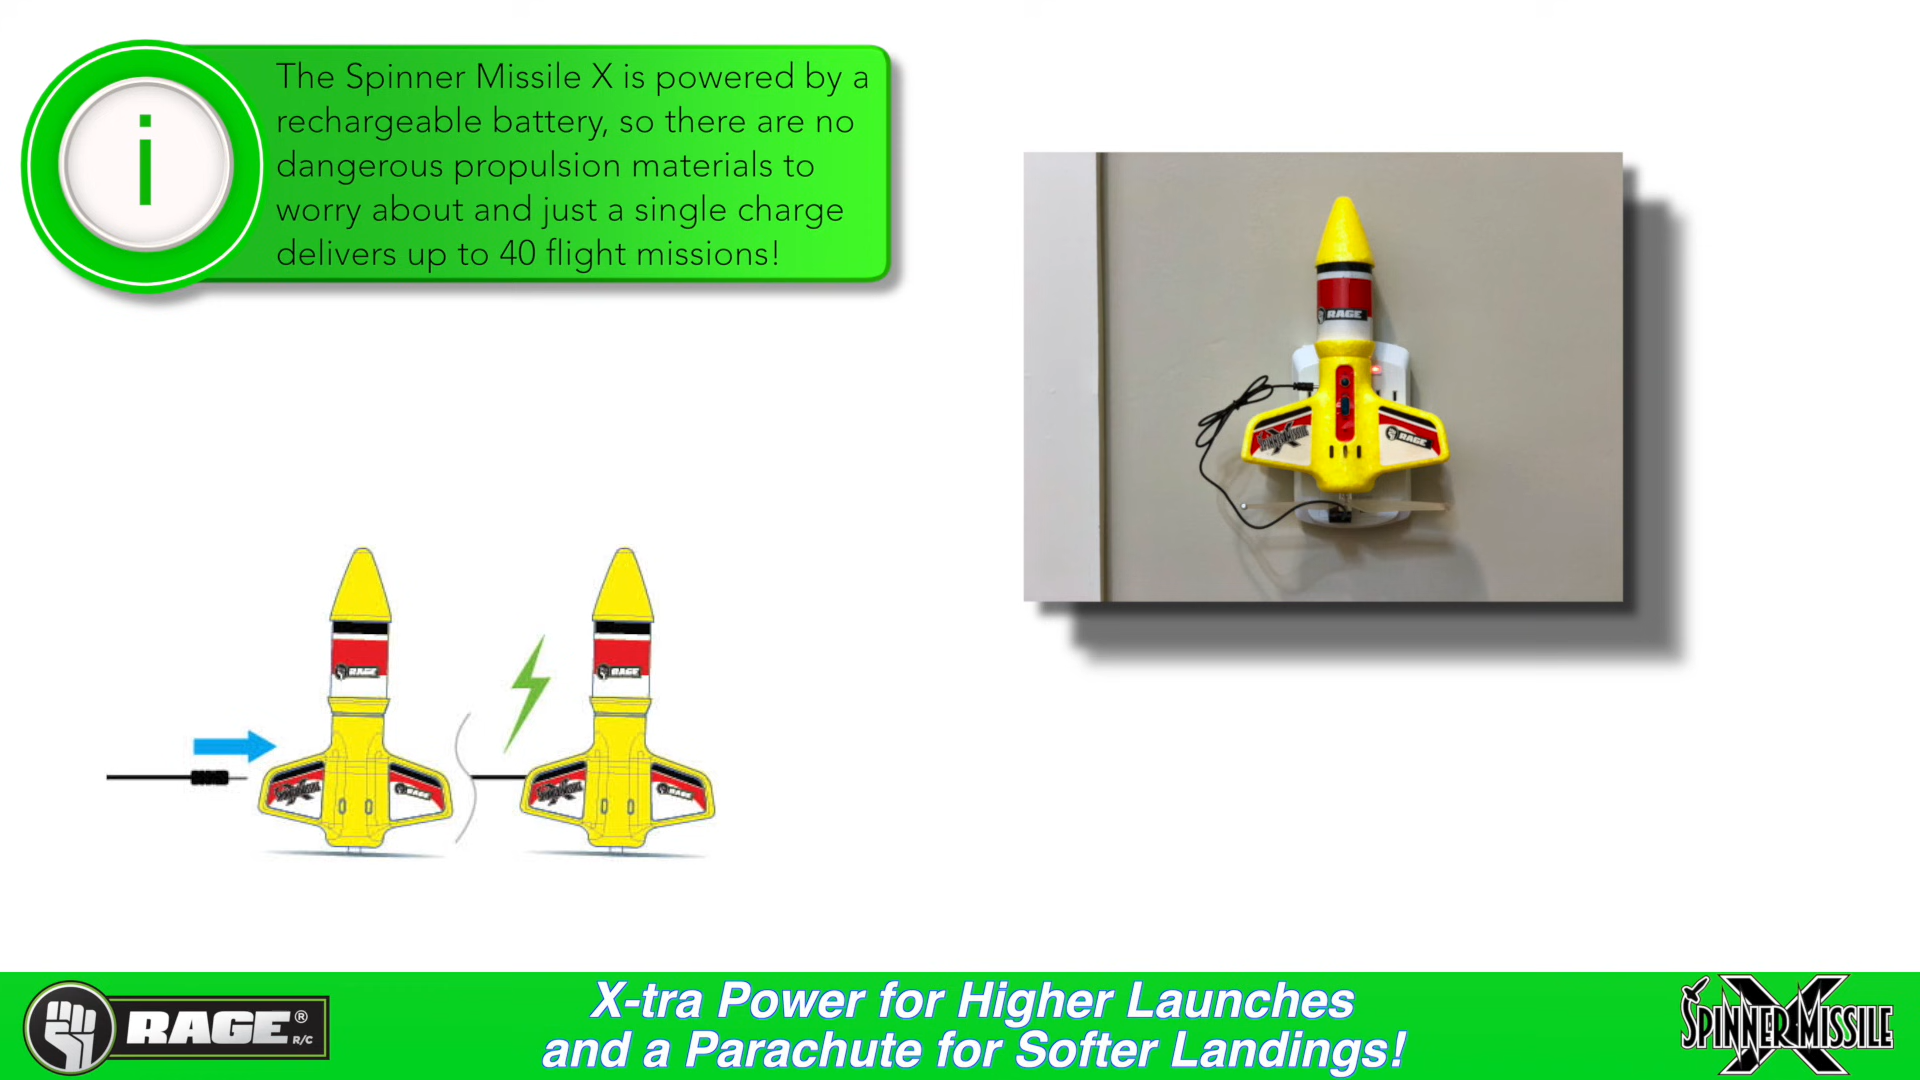 The Spinner Missile X is powered by a
rechargeable battery, so there are no
dangerous propulsion materials to
worry about and just a single charge
delivers up to 40 flight missions!
i
RAGE
SPINNER MISSILE
X
RAGE
RAGE
RAGE
RAGE
RAGE
RAGE® R/C
X-tra Power for Higher Launches
and a Parachute for Softer Landings!
SPINNER MISSILE
X